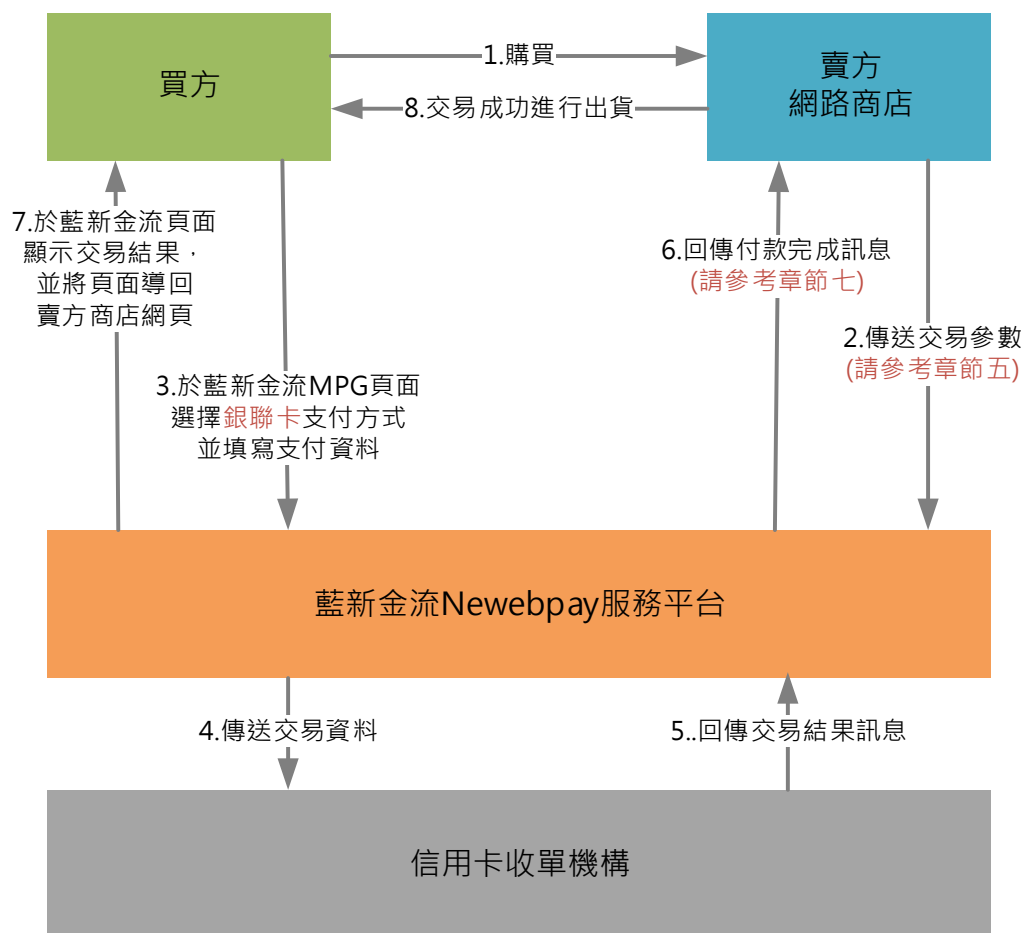 買方
1.購買
賣方
網路商店
8.交易成功進行出貨
7.於藍新金流頁面
顯示交易結果，
並將頁面導回
賣方商店網頁
6.回傳付款完成訊息
(請參考章節七)
2.傳送交易參數
(請參考章節五)
3.於藍新金流MPG頁面
選擇銀聯卡支付方式
並填寫支付資料
藍新金流Newebpay服務平台
4.傳送交易資料
5..回傳交易結果訊息
信用卡收單機構